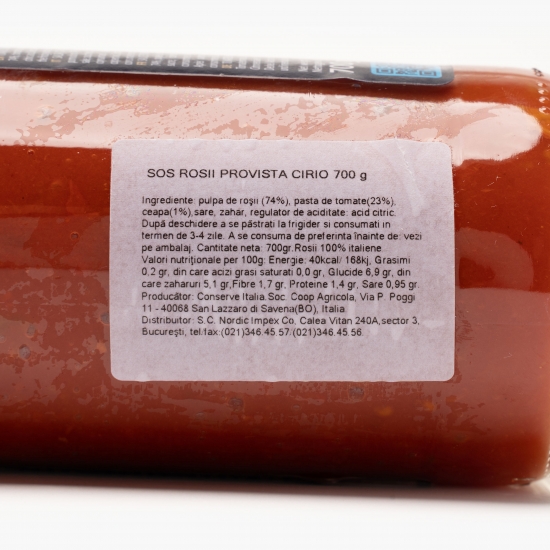 SOS ROSII PROVISTA CIRIO 700 g
Ingrediente: pulpa de roşii (74%), pasta de tomate(23%).
ceapa(1%),sare, zahar, regulator de aciditate: acid citric.
După deschidere a se păstrati la frigider si consumati in
termen de 3-4 zile. A se consuma de preferinta înainte de: vezi
pe ambalaj. Cantitate neta: 700gr.Rosii 100% italiene
Valori nutriţionale per 100g: Energie: 40kcal/ 168kj, Grasimi
0,2 gr, din care acizi grasi saturati 0,0 gr, Glucide 6,9 gr, din
care zaharuri 5,1 gr,Fibre 1,7 gr, Proteine 1,4 gr, Sare 0,95 gr.
Producător: Conserve Italia.Soc. Coop Agricola, Via P. Poggi
11 - 40068 San Lazzaro di Savena(BO), Italia
Distribuitor: S.C. Nordic Impex Co, Calea Vitan 240A,sector 3,
Bucureşti, tel.fax:(021)346.45.57/(021)346.45.56